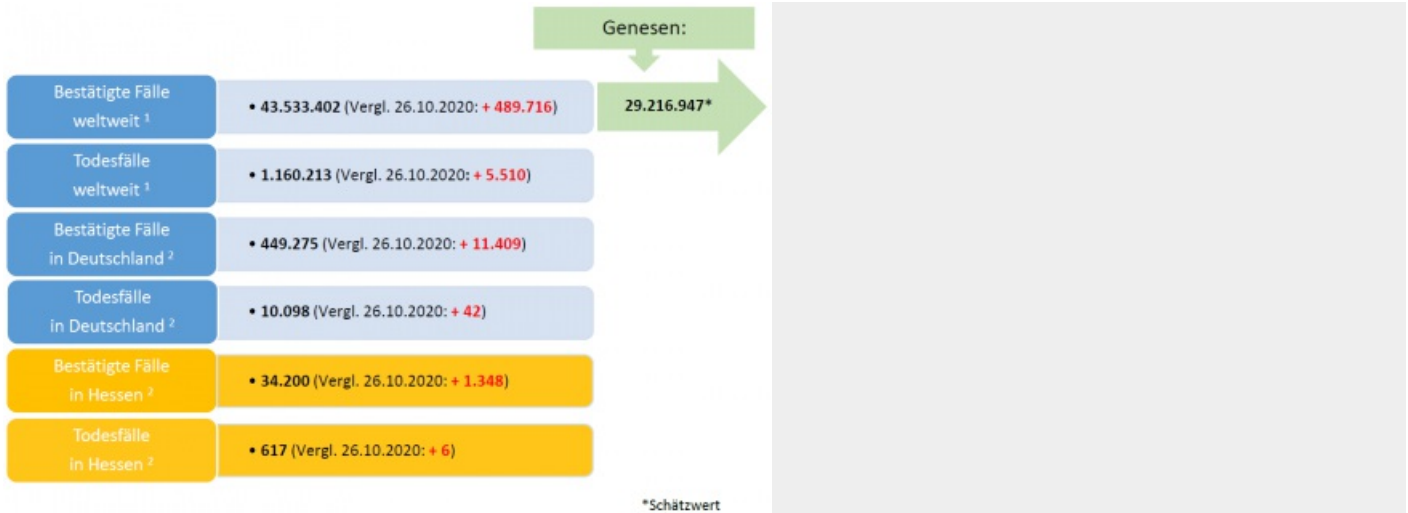 Genesen:
Bestätigte Fälle
weltweit ¹
• 43.533.402 (Vergl. 26.10.2020: + 489.716)
29.216.947*
Todesfälle
weltweit ¹
• 1.160.213 (Vergl. 26.10.2020: + 5.510)
Bestätigte Fälle
in Deutschland ²
• 449.275 (Vergl. 26.10.2020: + 11.409)
Todesfälle
in Deutschland ²
• 10.098 (Vergl. 26.10.2020: + 42)
Bestätigte Fälle
in Hessen ²
• 34.200 (Vergl. 26.10.2020: + 1.348)
Todesfälle
in Hessen ²
• 617 (Vergl. 26.10.2020: + 6)
*Schätzwert